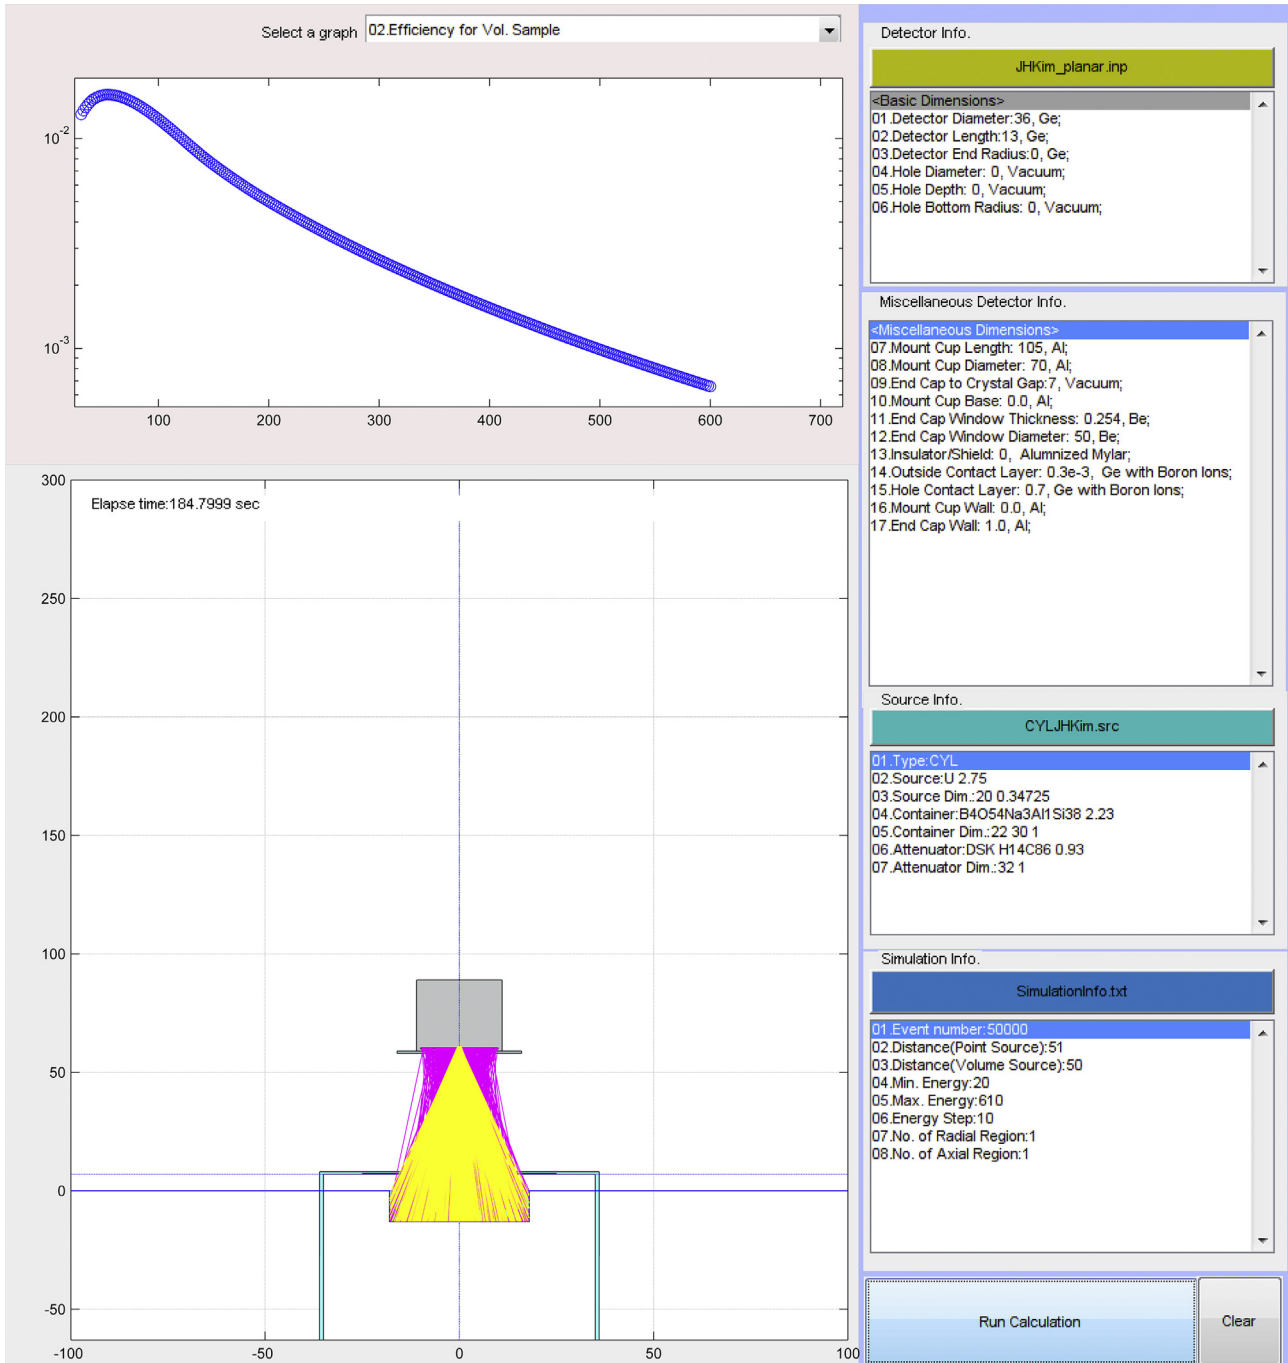 Select a graph 02.Efficiency for Vol. Sample
10-2
10-3
100 200 300 400 500 600 700
Elapse time:184.7999 sec
300
250
200
150
100
50
0
-50
-100 -50 0 50 100
Detector Info.
JHKim_planar.inp
<Basic Dimensions>
01.Detector Diameter:36, Ge;
02.Detector Length:13, Ge;
03.Detector End Radius:0, Ge;
04.Hole Diameter: 0, Vacuum;
05.Hole Depth: 0, Vacuum;
06.Hole Bottom Radius: 0, Vacuum;
Miscellaneous Detector Info.
<Miscellaneous Dimensions>
07.Mount Cup Length: 105, Al;
08.Mount Cup Diameter: 70, Al;
09.End Cap to Crystal Gap:7, Vacuum;
10.Mount Cup Base: 0.0, Al;
11.End Cap Window Thickness: 0.254, Be;
12.End Cap Window Diameter: 50, Be;
13.Insulator/Shield: 0, Alumnized Mylar;
14.Outside Contact Layer: 0.3e-3, Ge with Boron Ions;
15.Hole Contact Layer: 0.7, Ge with Boron Ions;
16.Mount Cup Wall: 0.0, Al;
17.End Cap Wall: 1.0, Al;
Source Info.
CYLJHKim.src
01.Type:CYL
02.Source:U 2.75
03.Source Dim.:20 0.34725
04.Container:B4O54Na3Al1Si38 2.23
05.Container Dim.:22 30 1
06.Attenuator:DSK H14C86 0.93
07.Attenuator Dim.:32 1
Simulation Info.
SimulationInfo.txt
01.Event number:50000
02.Distance(Point Source):51
03.Distance(Volume Source):50
04.Min. Energy:20
05.Max. Energy:610
06.Energy Step:10
07.No. of Radial Region:1
08.No. of Axial Region:1
Run Calculation
Clear